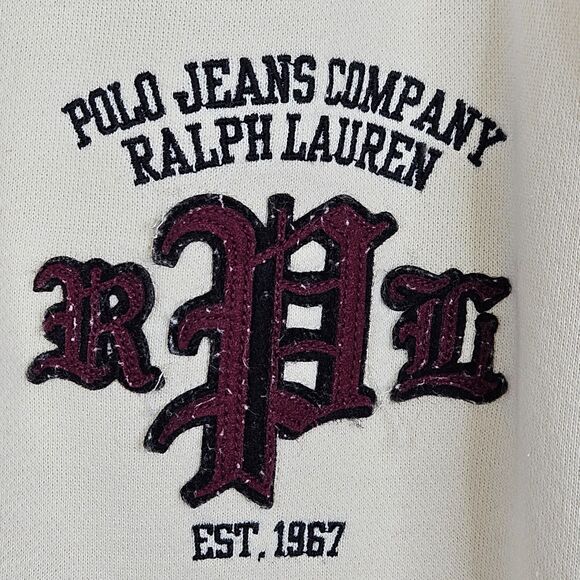 POLO JEANS COMPANY
RALPH LAUREN
RPL
EST. 1967